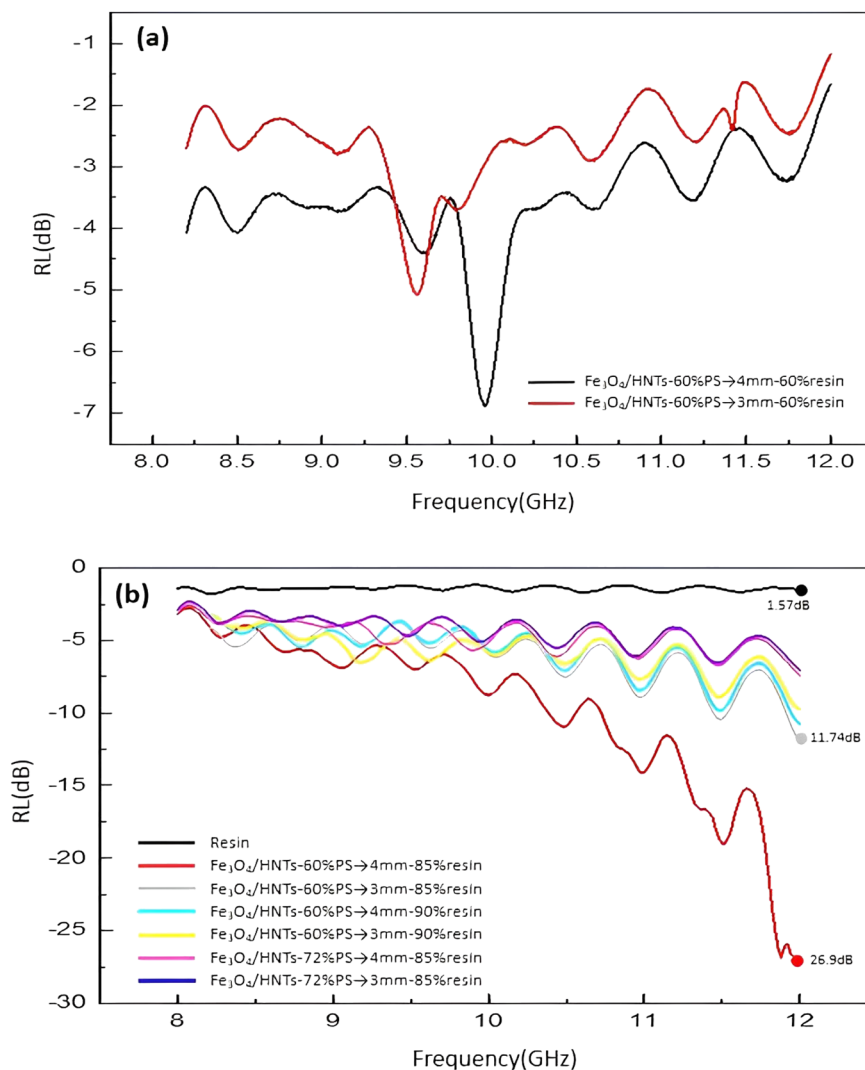 (a)
-1
-2
-3
-4
-5
-6
-7
RL(dB)
Fe₃O₄/HNTs-60%PS→4mm-60%resin
Fe₃O₄/HNTs-60%PS→3mm-60%resin
8.0 8.5 9.0 9.5 10.0 10.5 11.0 11.5 12.0
Frequency(GHz)
(b)
0
-5
-10
-15
-20
-25
-30
RL(dB)
1.57dB
11.74dB
26.9dB
Resin
Fe₃O₄/HNTs-60%PS→4mm-85%resin
Fe₃O₄/HNTs-60%PS→3mm-85%resin
Fe₃O₄/HNTs-60%PS→4mm-90%resin
Fe₃O₄/HNTs-60%PS→3mm-90%resin
Fe₃O₄/HNTs-72%PS→4mm-85%resin
Fe₃O₄/HNTs-72%PS→3mm-85%resin
8 9 10 11 12
Frequency(GHz)